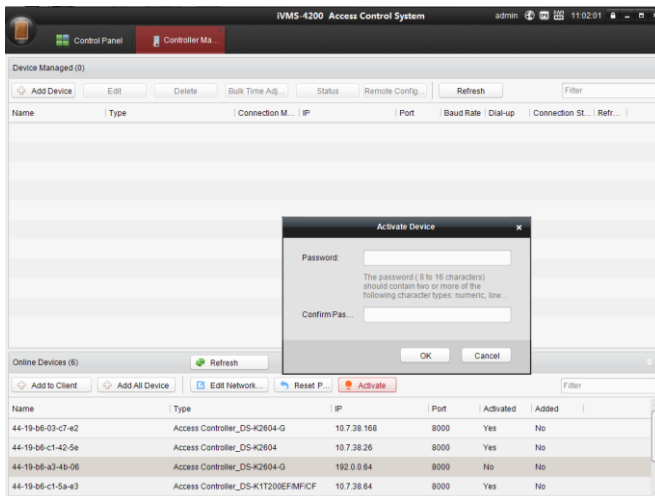 iVMS-4200 Access Control System
admin 11:02:01
Control Panel
Controller Ma...
Device Managed (0)
Add Device Edit Delete Bulk Time Adj... Status Remote Config... Refresh Filter
Name Type Connection M... IP Port Baud Rate Dial-up Connection St... Refr...
Activate Device
Password:
The password ( 8 to 16 characters)
should contain two or more of the
following character types: numeric, low...
Confirm Pas...
OK Cancel
Online Devices (6) Refresh
Add to Client Add All Device Edit Network... Reset P... Activate Filter
Name Type IP Port Activated Added
44-19-b6-03-c7-e2 Access Controller_DS-K2604-G 10.7.38.168 8000 Yes No
44-19-b6-c1-42-5e Access Controller_DS-K2604 10.7.38.26 8000 Yes No
44-19-b6-a3-4b-06 Access Controller_DS-K2604-G 192.0.0.64 8000 No No
44-19-b6-c1-5a-e3 Access Controller_DS-K1T200EF/MF/CF 10.7.38.64 8000 Yes No